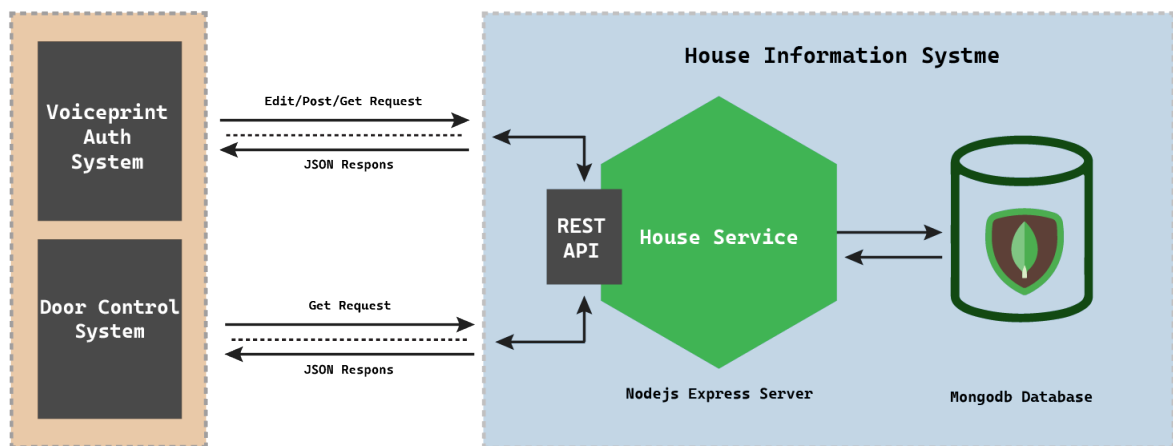 House Information Systme
Voiceprint
Auth
System
Edit/Post/Get Request
JSON Respons
REST
API
House Service
Door Control
System
Get Request
JSON Respons
Nodejs Express Server
Mongodb Database